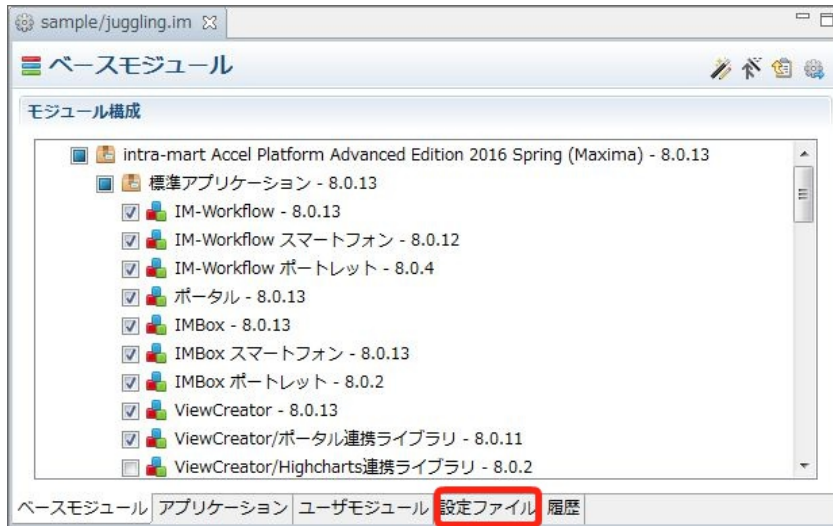 sample/juggling.im
ベースモジュール
モジュール構成
intra-mart Accel Platform Advanced Edition 2016 Spring (Maxima) - 8.0.13
標準アプリケーション - 8.0.13
IM-Workflow - 8.0.13
IM-Workflow スマートフォン - 8.0.12
IM-Workflow ポートレット - 8.0.4
ポータル - 8.0.13
IMBox - 8.0.13
IMBox スマートフォン - 8.0.13
IMBox ポートレット - 8.0.2
ViewCreator - 8.0.13
ViewCreator/ポータル連携ライブラリ - 8.0.11
ViewCreator/Highcharts連携ライブラリ - 8.0.2
ベースモジュール アプリケーション ユーザモジュール 設定ファイル 履歴